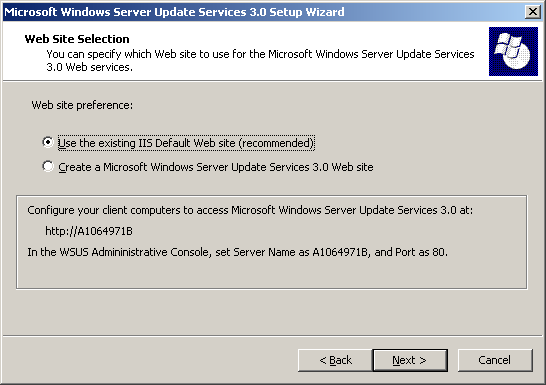 Microsoft Windows Server Update Services 3.0 Setup Wizard
Web Site Selection
You can specify which Web site to use for the Microsoft Windows Server Update Services
3.0 Web services.
Web site preference:
Use the existing IIS Default Web site (recommended)
Create a Microsoft Windows Server Update Services 3.0 Web site
Configure your client computers to access Microsoft Windows Server Update Services 3.0 at:
http://A1064971B
In the WSUS Admininistrative Console, set Server Name as A1064971B, and Port as 80.
< Back
Next >
Cancel